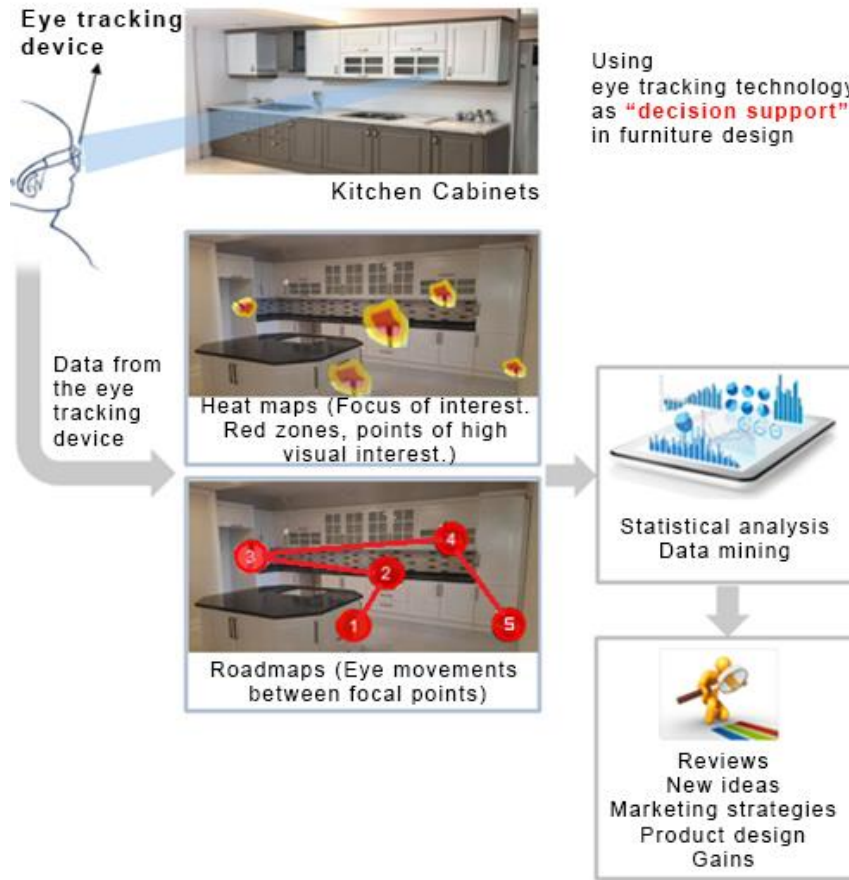 Eye tracking
device
Using
eye tracking technology
as “decision support”
in furniture design
Kitchen Cabinets
Data from
the eye
tracking
device
Heat maps (Focus of interest.
Red zones, points of high
visual interest.)
3
4
2
1
5
Roadmaps (Eye movements
between focal points)
Statistical analysis
Data mining
Reviews
New ideas
Marketing strategies
Product design
Gains